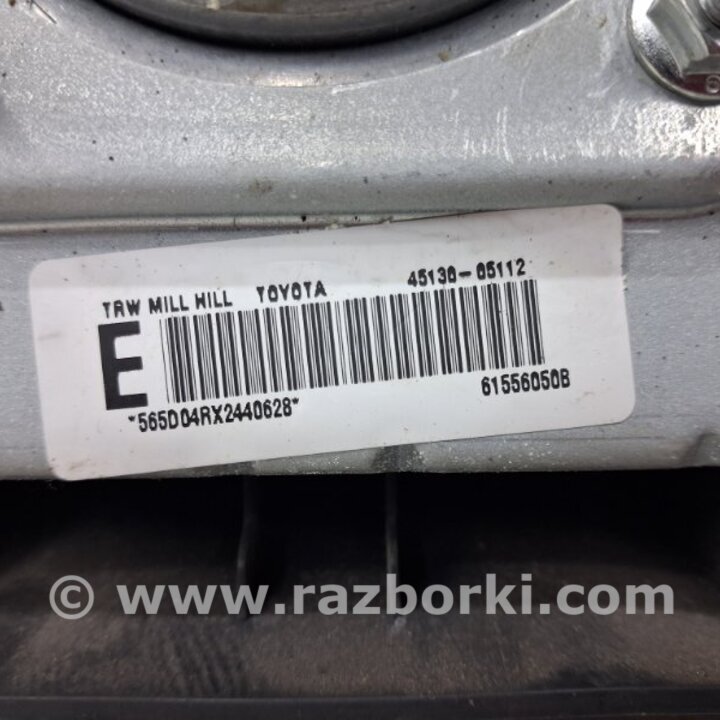 TRW MILL HILL TOYOTA 45130-05112
E
*565D04RX2440628* 61556050B
© www.razborki.com